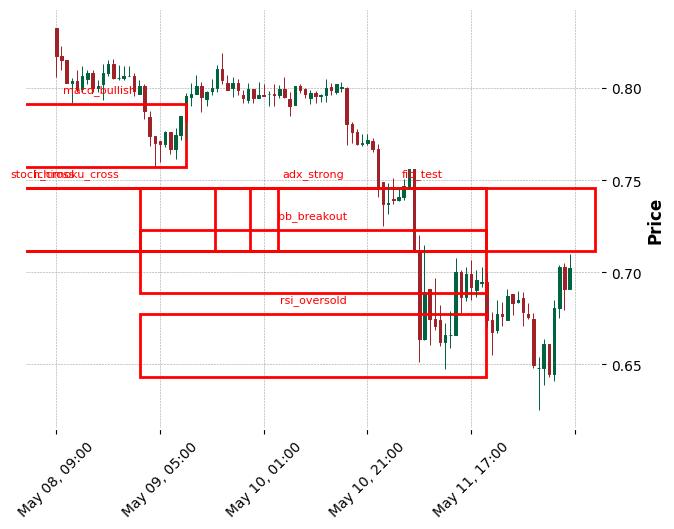 macd_bullish
0.80
stoch_cross
ichimoku_cross
adx_strong
fib_test
0.75
bb_breakout
Price
0.70
rsi_oversold
0.65
May 08, 09:00
May 09, 05:00
May 10, 01:00
May 10, 21:00
May 11, 17:00